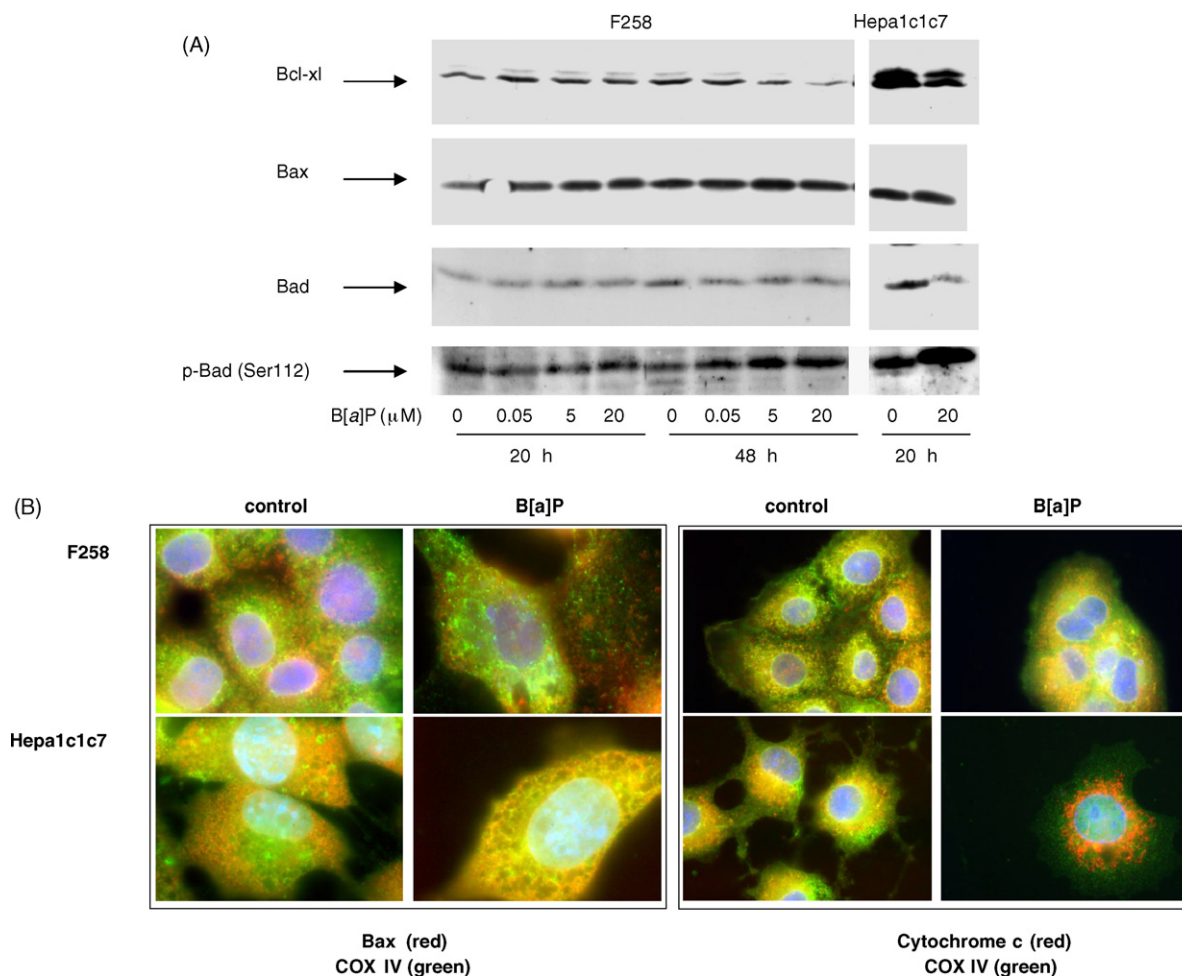 F258 Hepa1c1c7
(A)
Bcl-xl
Bax
Bad
p-Bad (Ser112)
B[a]P (μM) 0 0.05 5 20 0 0.05 5 20 0 20
20 h 48 h 20 h
(B) control B[a]P control B[a]P
F258
Hepa1c1c7
Bax (red) Cytochrome c (red)
COX IV (green) COX IV (green)